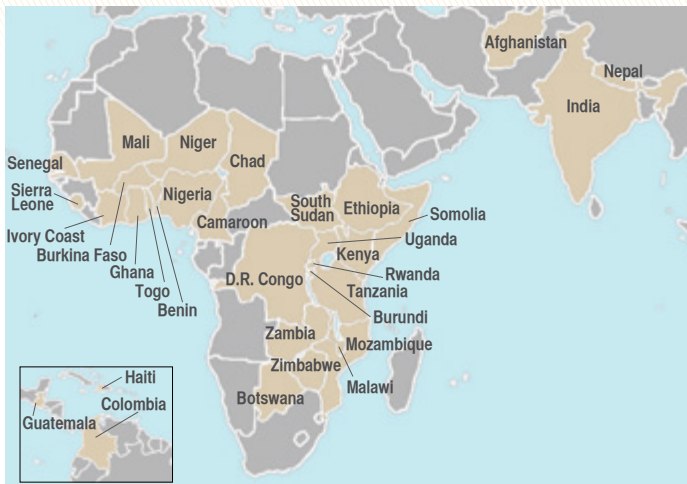 Afghanistan
Nepal
India
Mali
Niger
Chad
Senegal
Sierra
Leone
Nigeria
South
Sudan
Ethiopia
Somolia
Ivory Coast
Camaroon
Uganda
Burkina Faso
Kenya
Ghana
D.R. Congo
Rwanda
Togo
Tanzania
Benin
Burundi
Zambia
Mozambique
Zimbabwe
Malawi
Botswana
Haiti
Colombia
Guatemala